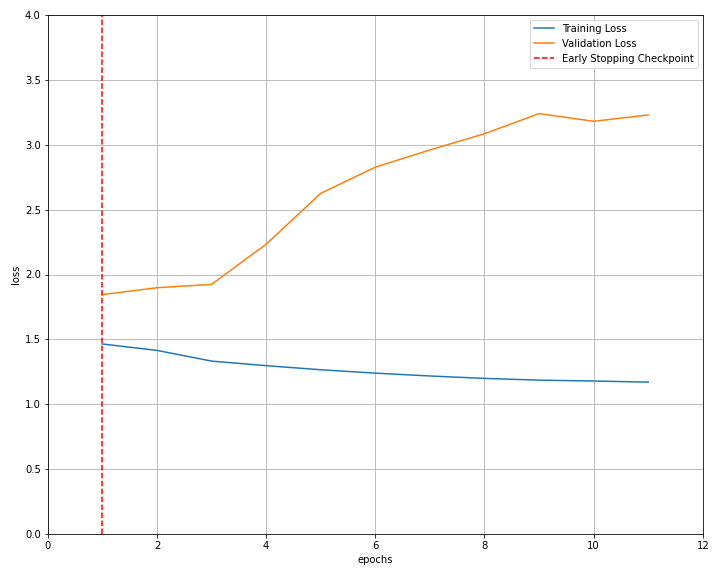 Training Loss
Validation Loss
Early Stopping Checkpoint
4.0
3.5
3.0
2.5
2.0
1.5
1.0
0.5
0.0
loss
0 2 4 6 8 10 12
epochs